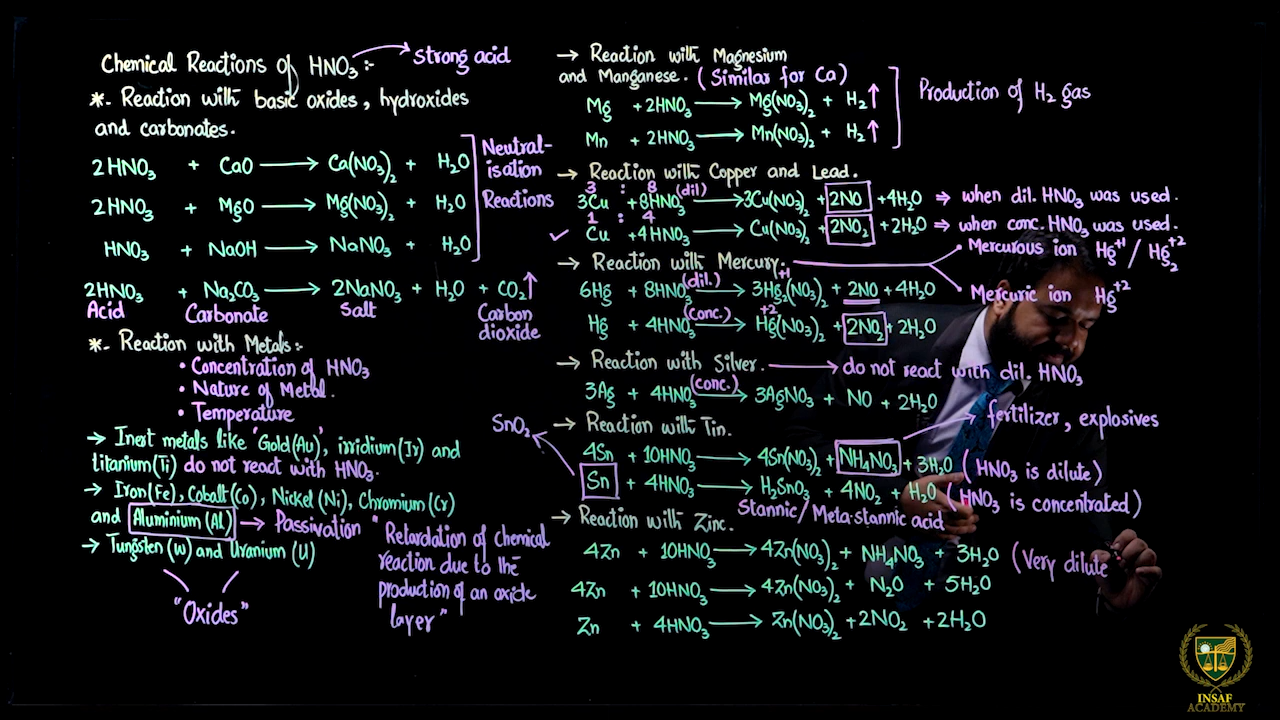 Chemical Reactions of HNO₃ :- → Strong acid
*. Reaction with basic oxides, hydroxides
and carbonates.
2HNO₃ + CaO ⟶ Ca(NO₃)₂ + H₂O
2HNO₃ + MgO ⟶ Mg(NO₃)₂ + H₂O
HNO₃ + NaOH ⟶ NaNO₃ + H₂O
Neutral-
isation
Reactions
2HNO₃ + Na₂CO₃ ⟶ 2NaNO₃ + H₂O + CO₂↑
Acid Carbonate Salt Carbon
dioxide
*. Reaction with Metals:-
• Concentration of HNO₃
• Nature of Metal.
• Temperature
→ Inert metals like 'Gold(Au), irridium(Ir) and
titanium(Ti) do not react with HNO₃.
→ Iron(Fe), Cobalt(Co), Nickel(Ni), Chromium(Cr)
and Aluminium(Al) → Passivation
"Retardation of chemical
reaction due to the
production of an oxide
layer"
→ Tungsten(W) and Uranium(U)
"Oxides"
→ Reaction with Magnesium
and Manganese. (Similar for Ca)
Mg + 2HNO₃ ⟶ Mg(NO₃)₂ + H₂↑
Mn + 2HNO₃ ⟶ Mn(NO₃)₂ + H₂↑
Production of H₂ gas
→ Reaction with Copper and Lead.
3 : 8 (dil)
3Cu + 8HNO₃ ⟶ 3Cu(NO₃)₂ + 2NO + 4H₂O ⇒ when dil. HNO₃ was used.
1 : 4
✓ Cu + 4HNO₃ ⟶ Cu(NO₃)₂ + 2NO₂ + 2H₂O ⇒ when conc. HNO₃ was used.
→ Reaction with Mercury.
• Mercurous ion Hg⁺¹ / Hg₂⁺²
• Mercuric ion Hg⁺²
(dil.) +1
6Hg + 8HNO₃ ⟶ 3Hg₂(NO₃)₂ + 2NO + 4H₂O
(conc.) +2
Hg + 4HNO₃ ⟶ Hg(NO₃)₂ + 2NO₂ + 2H₂O
→ Reaction with Silver. → do not react with dil. HNO₃
(conc.)
3Ag + 4HNO₃ ⟶ 3AgNO₃ + NO + 2H₂O
→ Reaction with Tin.
fertilizer, explosives
SnO₂
4Sn + 10HNO₃ ⟶ 4Sn(NO₃)₂ + NH₄NO₃ + 3H₂O (HNO₃ is dilute)
Sn + 4HNO₃ ⟶ H₂SnO₃ + 4NO₂ + H₂O (HNO₃ is concentrated)
Stannic/Meta-stannic acid
→ Reaction with Zinc.
4Zn + 10HNO₃ ⟶ 4Zn(NO₃)₂ + NH₄NO₃ + 3H₂O (Very dilute
4Zn + 10HNO₃ ⟶ 4Zn(NO₃)₂ + N₂O + 5H₂O
Zn + 4HNO₃ ⟶ Zn(NO₃)₂ + 2NO₂ + 2H₂O
INSAF
ACADEMY